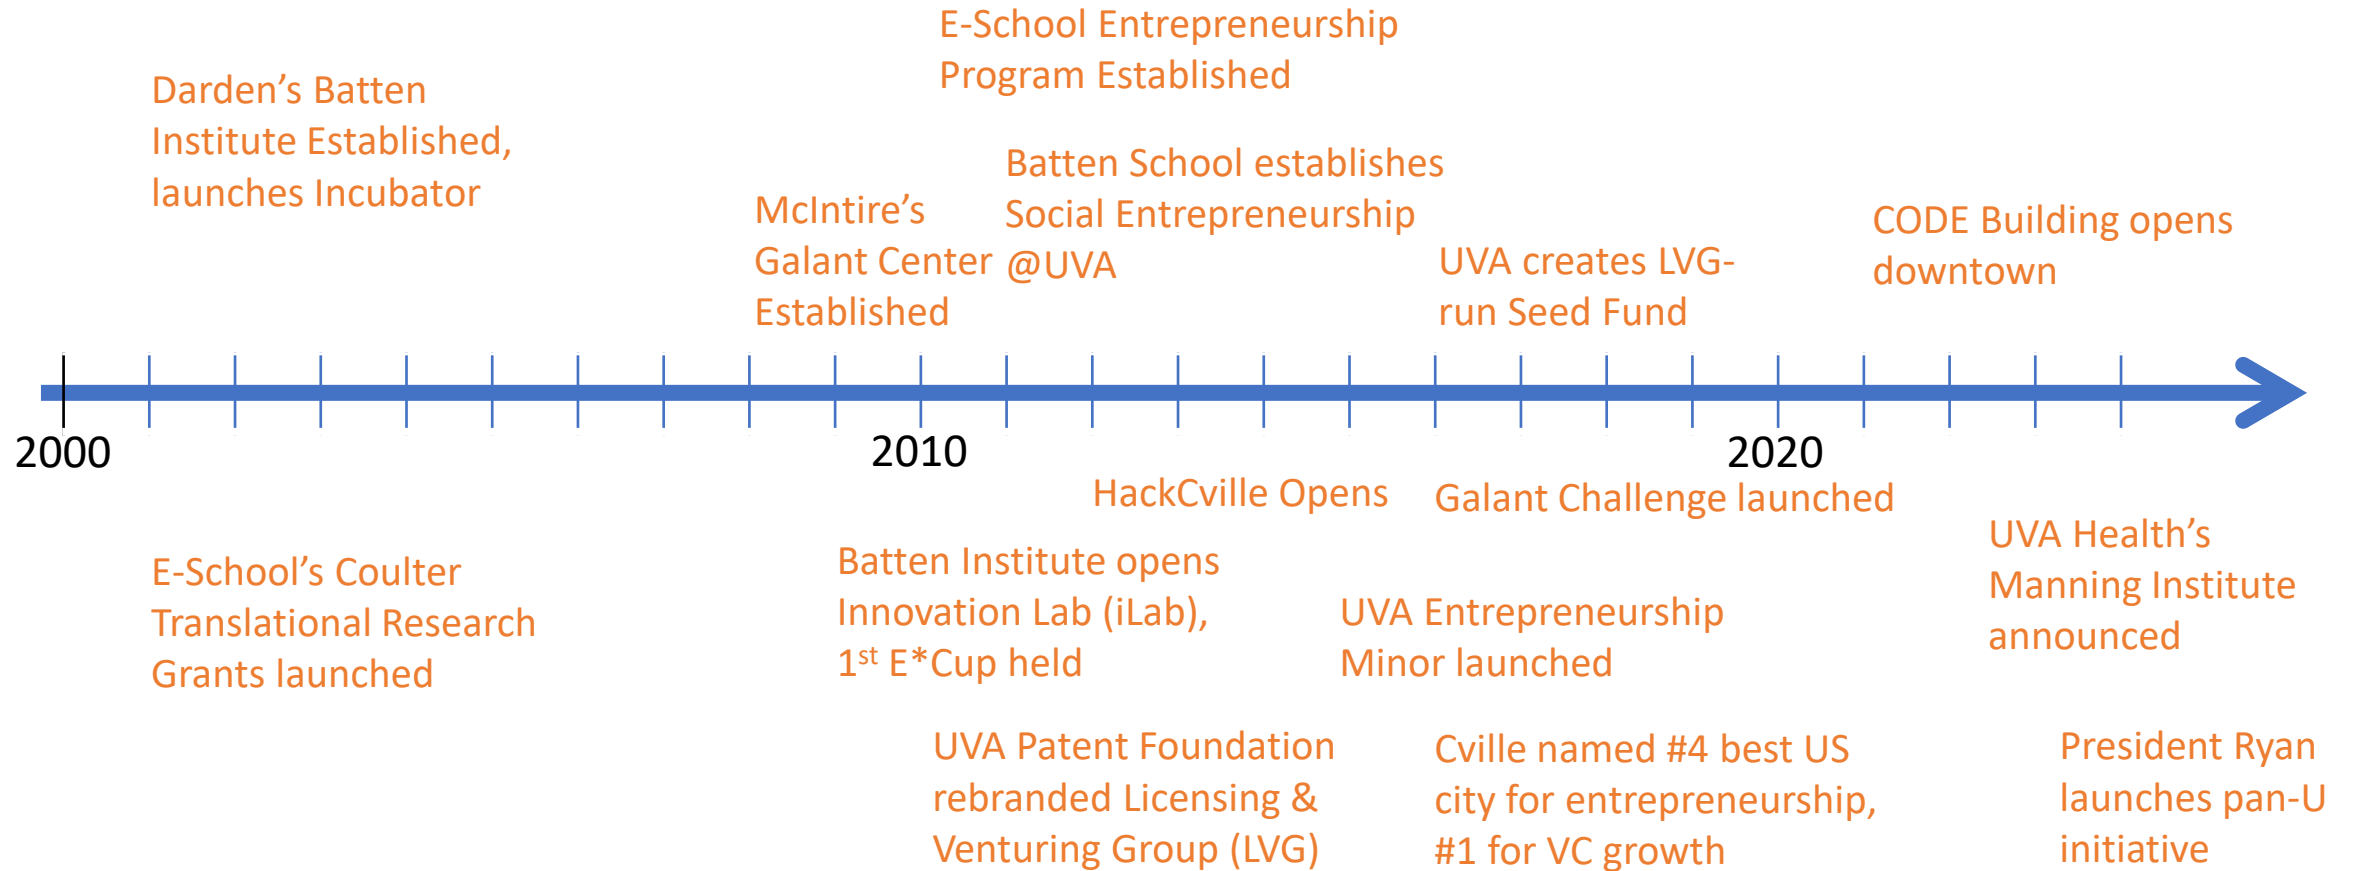 E-School Entrepreneurship
Program Established
Darden’s Batten
Institute Established,
launches Incubator
Batten School establishes
Social Entrepreneurship
@UVA
McIntire’s
Galant Center
Established
UVA creates LVG-
run Seed Fund
CODE Building opens
downtown
2000
2010
2020
HackCville Opens
Galant Challenge launched
E-School’s Coulter
Translational Research
Grants launched
Batten Institute opens
Innovation Lab (iLab),
1st E*Cup held
UVA Entrepreneurship
Minor launched
UVA Health’s
Manning Institute
announced
UVA Patent Foundation
rebranded Licensing &
Venturing Group (LVG)
Cville named #4 best US
city for entrepreneurship,
#1 for VC growth
President Ryan
launches pan-U
initiative